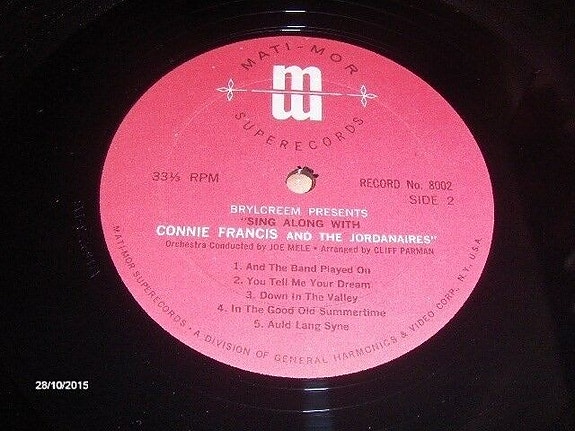 MATI-MOR
m
SUPERECORDS
33⅓ RPM
RECORD No. 8002
SIDE 2
BRYLCREEM PRESENTS
"SING ALONG WITH
CONNIE FRANCIS AND THE JORDANAIRES"
Orchestra Conducted by JOE MELE • Arranged by CLIFF PARMAN
1. And The Band Played On
2. You Tell Me Your Dream
3. Down In The Valley
4. In The Good Old Summertime
5. Auld Lang Syne
MATI-MOR SUPERECORDS • A DIVISION OF GENERAL HARMONICS & VIDEO CORP., N.Y., U.S.A.
28/10/2015